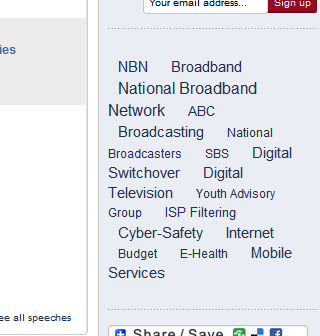 Your email address...
Sign up
ies
NBN Broadband
National Broadband
Network ABC
Broadcasting National
Broadcasters SBS Digital
Switchover Digital
Television Youth Advisory
Group ISP Filtering
Cyber-Safety Internet
Budget E-Health Mobile
Services
ee all speeches
Share / Save